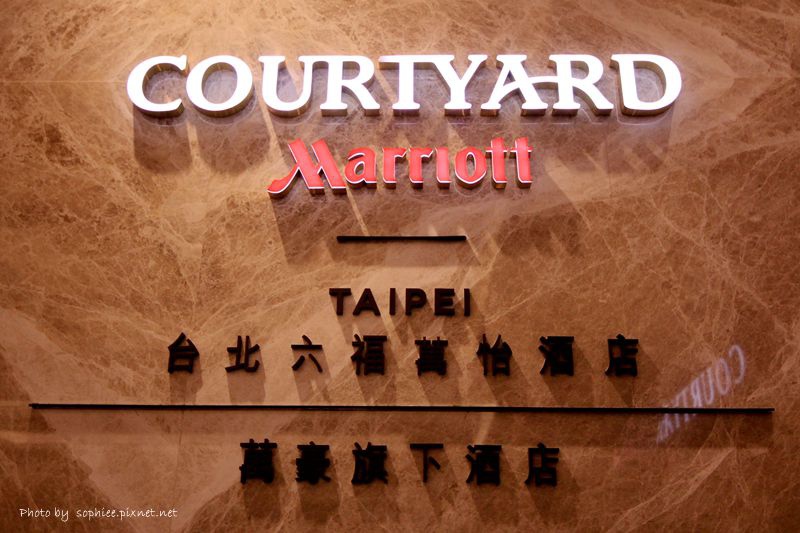 COURTYARD
Marriott
TAIPEI
台北六福萬怡酒店
萬豪旗下酒店
Photo by sophiee.pixnet.net